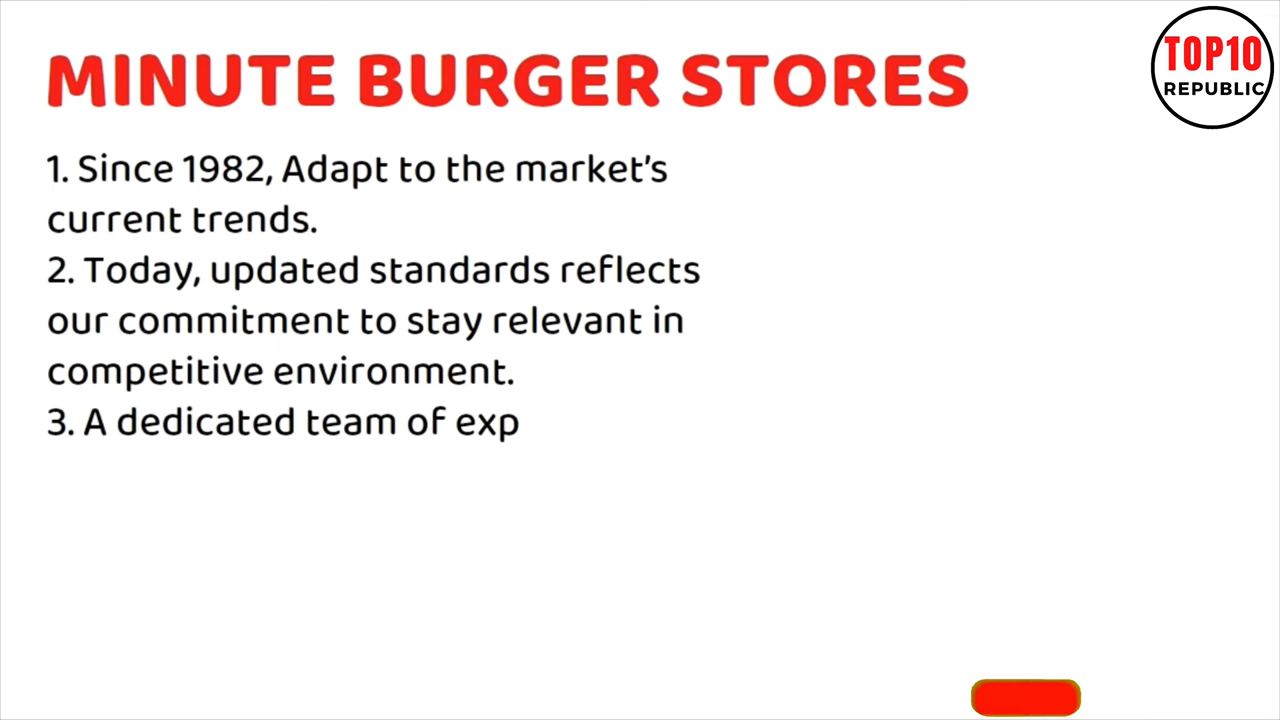 MINUTE BURGER STORES
TOP10
REPUBLIC
1. Since 1982, Adapt to the market's
current trends.
2. Today, updated standards reflects
our commitment to stay relevant in
competitive environment.
3. A dedicated team of exp